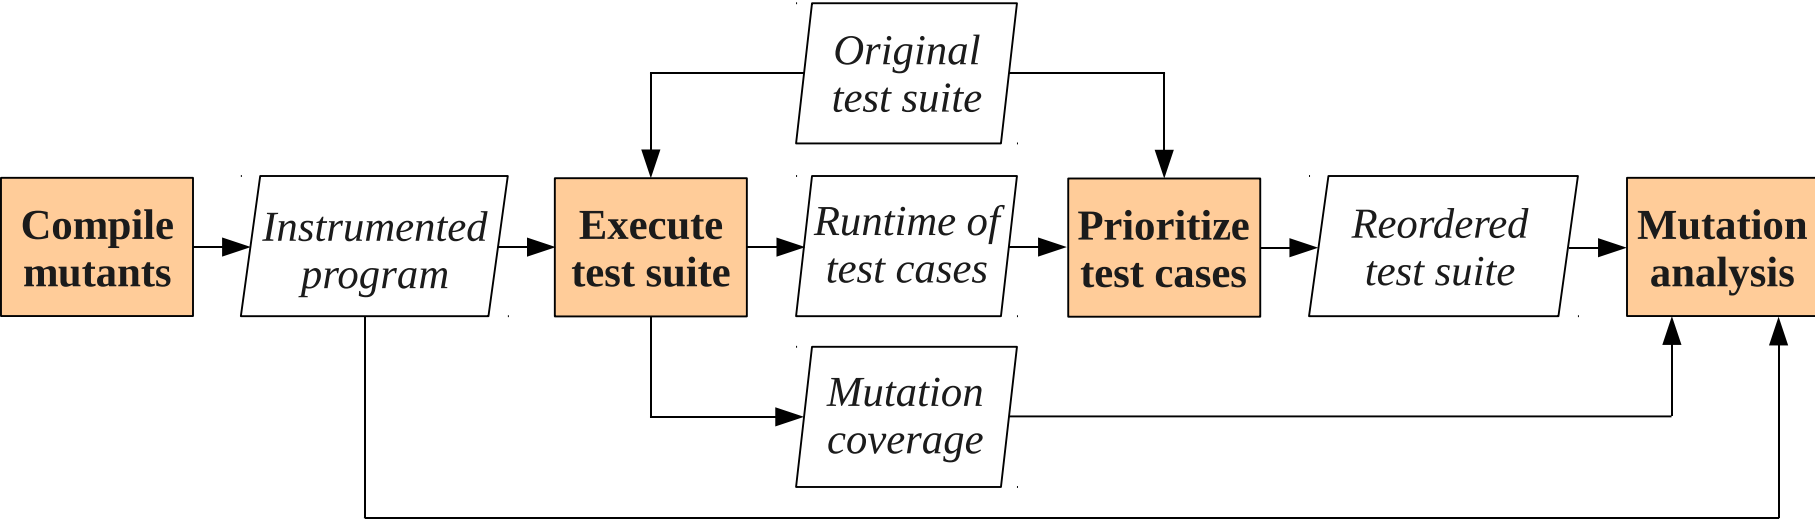 Original
test suite
Compile
mutants
Instrumented
program
Execute
test suite
Runtime of
test cases
Prioritize
test cases
Reordered
test suite
Mutation
analysis
Mutation
coverage